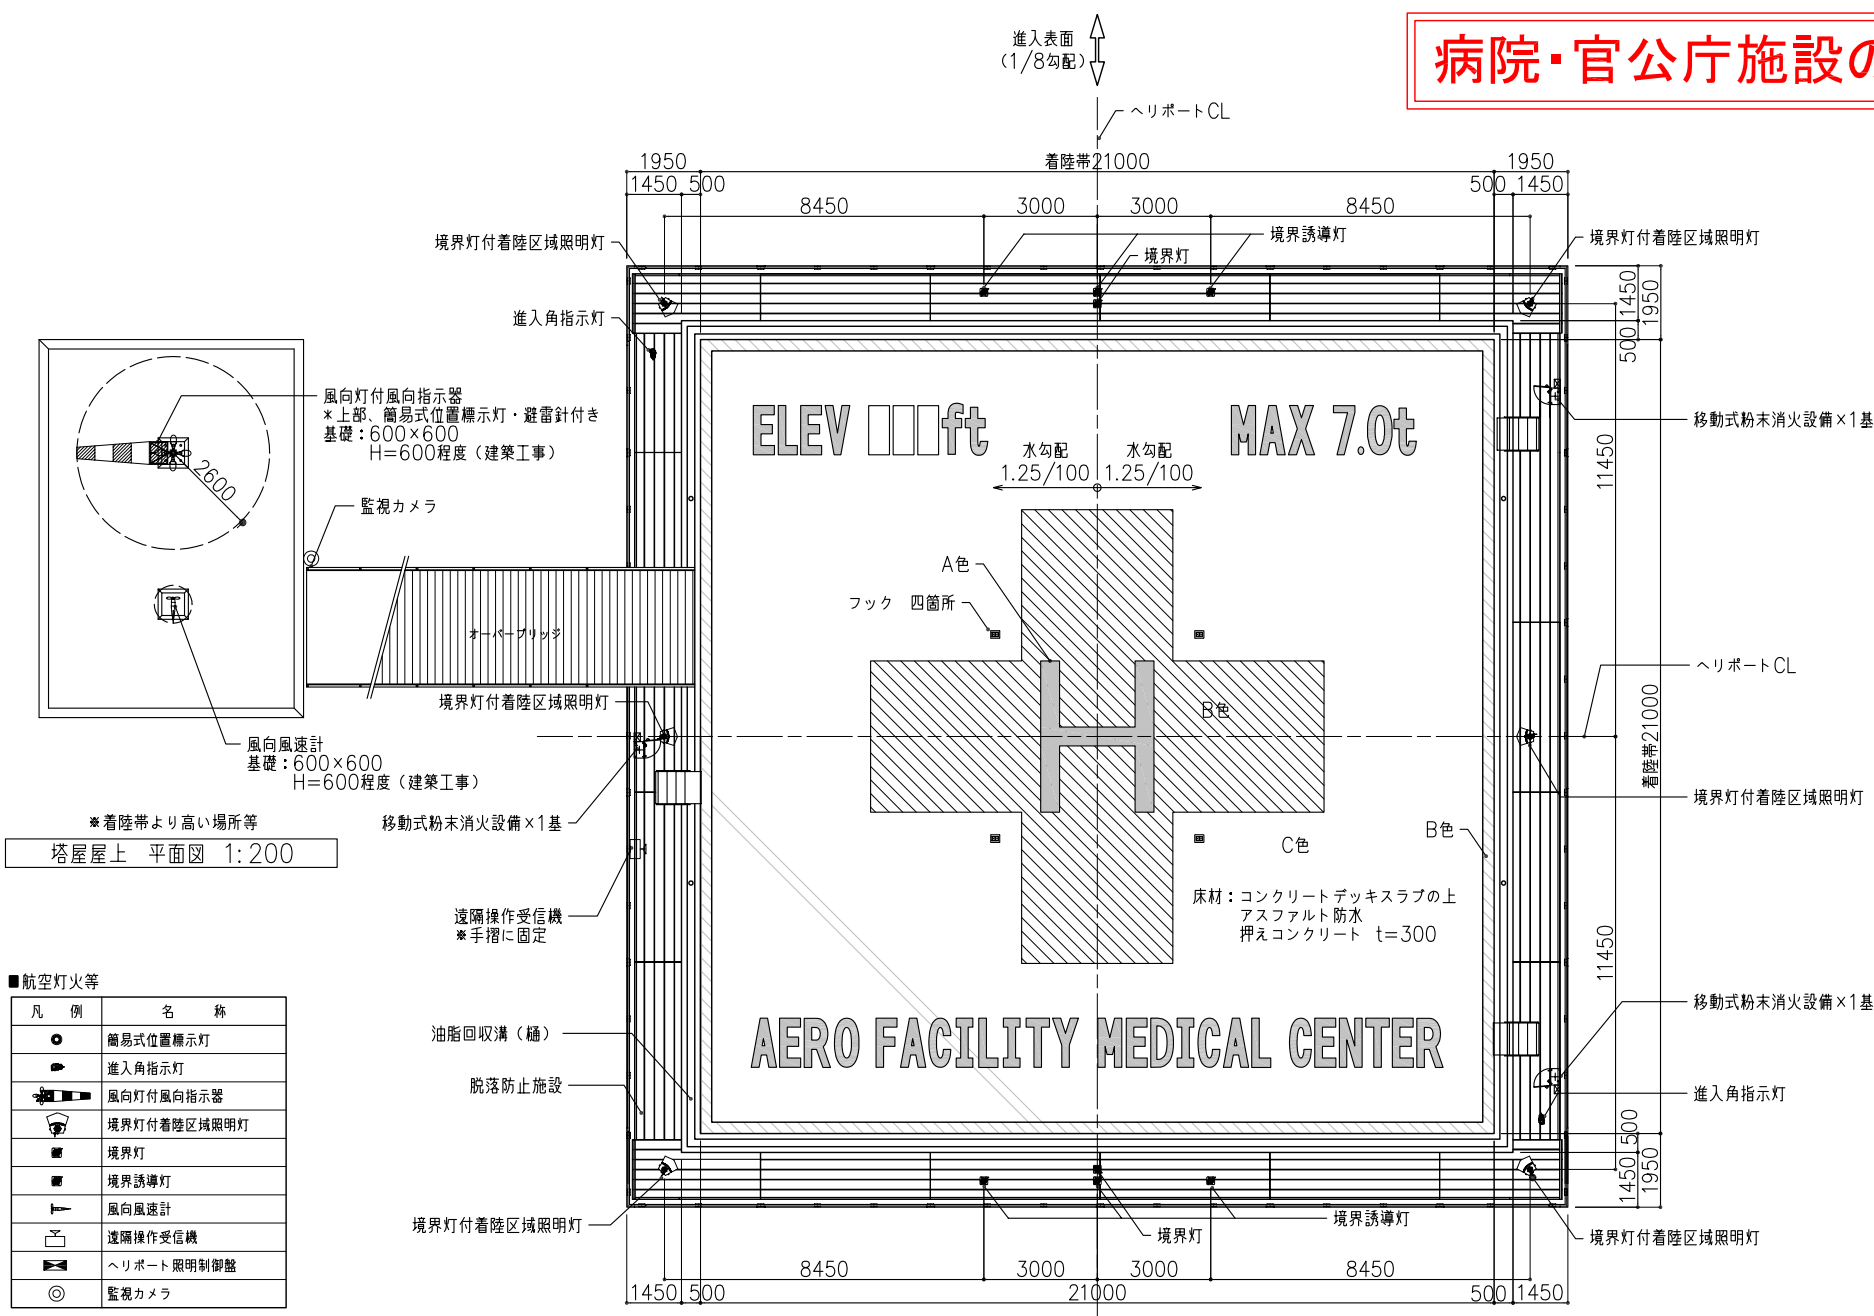 進入表面
(1/8勾配)
病院・官公庁施設の
ヘリポートCL
1950
着陸帯21000
1950
1450
500
500
1450
8450
3000
3000
8450
境界灯付着陸区域照明灯
境界誘導灯
境界灯
境界灯付着陸区域照明灯
進入角指示灯
1450
1950
500
風向灯付風向指示器
＊上部、簡易式位置標示灯・避雷針付き
基礎：600×600
H=600程度（建築工事）
2600
監視カメラ
ELEV □□□ft
MAX 7.0t
水勾配
1.25/100
水勾配
1.25/100
移動式粉末消火設備×1基
11450
A色
フック　四箇所
オーバーブリッジ
境界灯付着陸区域照明灯
B色
ヘリポートCL
着陸帯21000
風向風速計
基礎：600×600
H=600程度（建築工事）
※着陸帯より高い場所等
塔屋屋上　平面図　1:200
移動式粉末消火設備×1基
境界灯付着陸区域照明灯
B色
C色
床材：コンクリートデッキスラブの上
アスファルト防水
押えコンクリート　t=300
遠隔操作受信機
※手摺に固定
11450
移動式粉末消火設備×1基
油脂回収溝（樋）
脱落防止施設
AERO FACILITY MEDICAL CENTER
進入角指示灯
500
1450
1950
境界灯付着陸区域照明灯
境界灯
境界誘導灯
境界灯付着陸区域照明灯
8450
3000
3000
8450
1450
500
21000
500
1450
■航空灯火等
凡　例
名　称
簡易式位置標示灯
進入角指示灯
風向灯付風向指示器
境界灯付着陸区域照明灯
境界灯
境界誘導灯
風向風速計
遠隔操作受信機
ヘリポート照明制御盤
監視カメラ